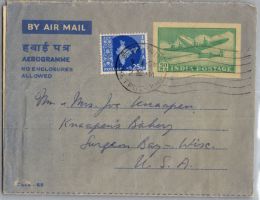 BY AIR MAIL
हवाई पत्र
AEROGRAMME
NO ENCLOSURES
ALLOWED
INDIA POSTAGE
Mr - Mrs. Joe Knaapen
Knaapen's Bakery
Sturgeon Bay - Wisc.
U. S. A.